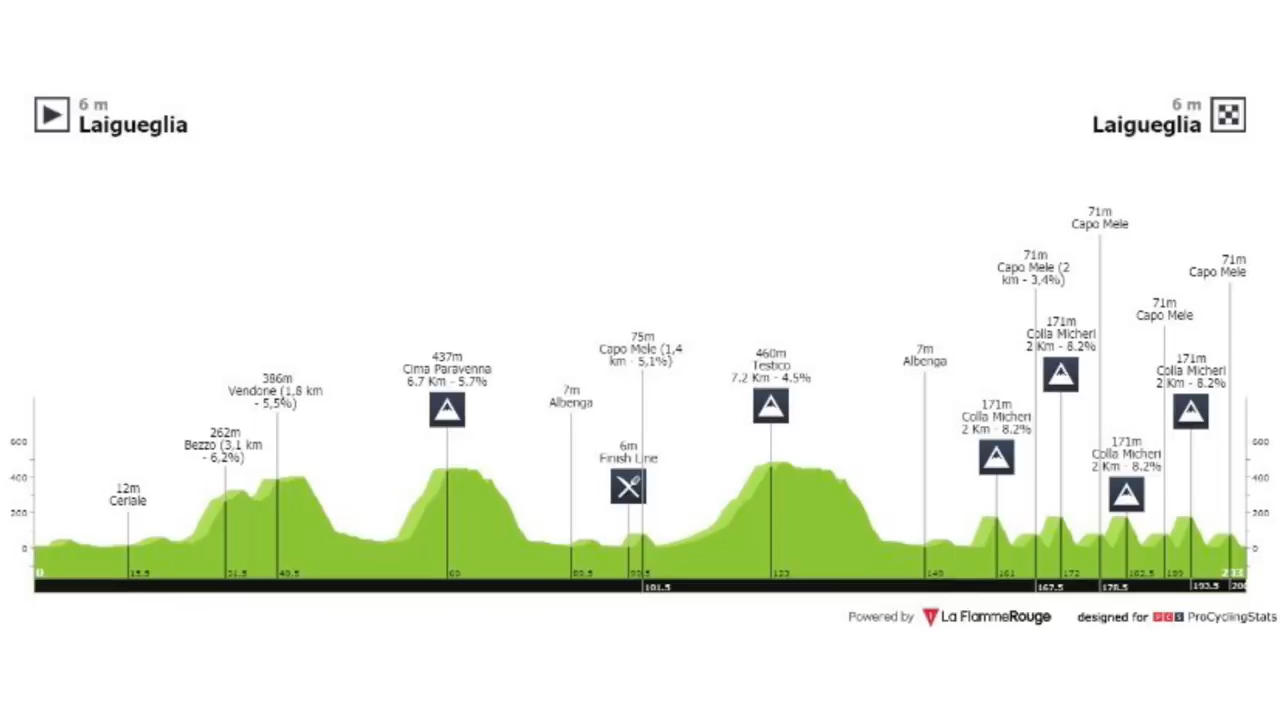 6 m
Laigueglia
6 m
Laigueglia
71m
Capo Mele
71m
Capo Mele (2
km - 3,4%)
71m
Capo Mele
71m
Capo Mele
171m
Colla Micheri
2 Km - 8.2%
75m
Capo Mele (1,4
km - 5,1%)
437m
Cima Paravenna
6.7 Km - 5.7%
460m
Testico
7.2 Km - 4.5%
7m
Albenga
171m
Colla Micheri
2 Km - 8.2%
386m
Vendone (1,8 km
- 5,5%)
7m
Albenga
171m
Colla Micheri
2 Km - 8.2%
262m
Bezzo (3,1 km
- 6,2%)
6m
Finish Line
171m
Colla Micheri
2 Km - 8.2%
12m
Ceriale
600
400
200
0
600
400
200
0
0 15.5 31.5 40.5 69 89.5 99.5 123 149 161 172 182.5 189 203
101.5 167.5 178.5 193.5 200
Powered by La FlammeRouge designed for PCS ProCyclingStats